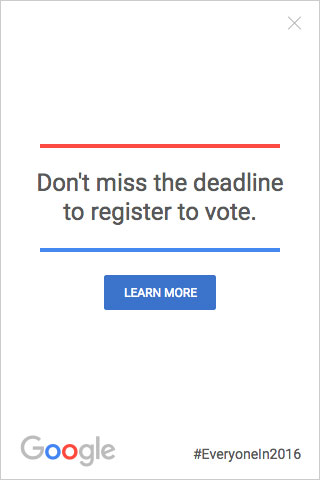 Don't miss the deadline
to register to vote.
LEARN MORE
Google
#EveryoneIn2016